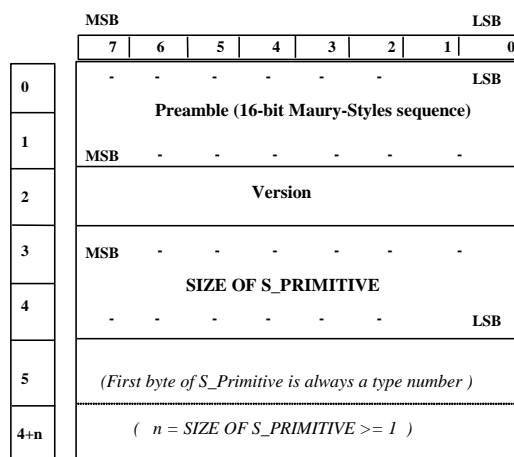 MSB LSB
7 6 5 4 3 2 1 0
0 - - - - - - LSB
Preamble (16-bit Maury-Styles sequence)
1 MSB - - - - - - -
2 Version
3 MSB - - - - - - -
SIZE OF S_PRIMITIVE
4 - - - - - - LSB
5 (First byte of S_Primitive is always a type number )
4+n ( n = SIZE OF S_PRIMITIVE >= 1 )